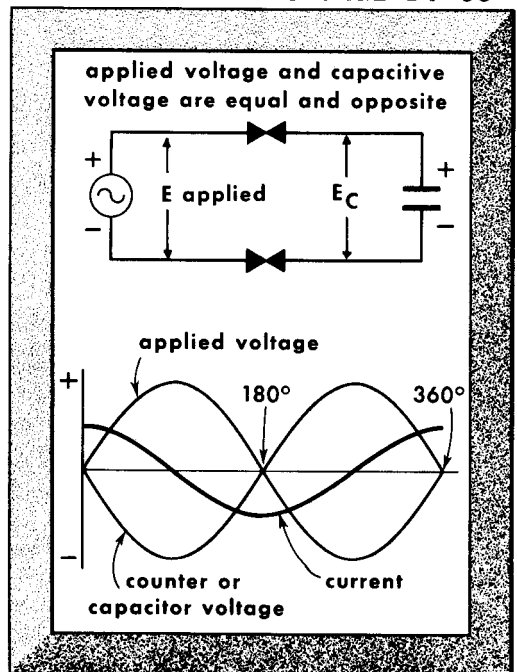 applied voltage and capacitive
voltage are equal and opposite
+ E applied E_C +
− −
applied voltage
+ 180° 360°
−
counter or current
capacitor voltage